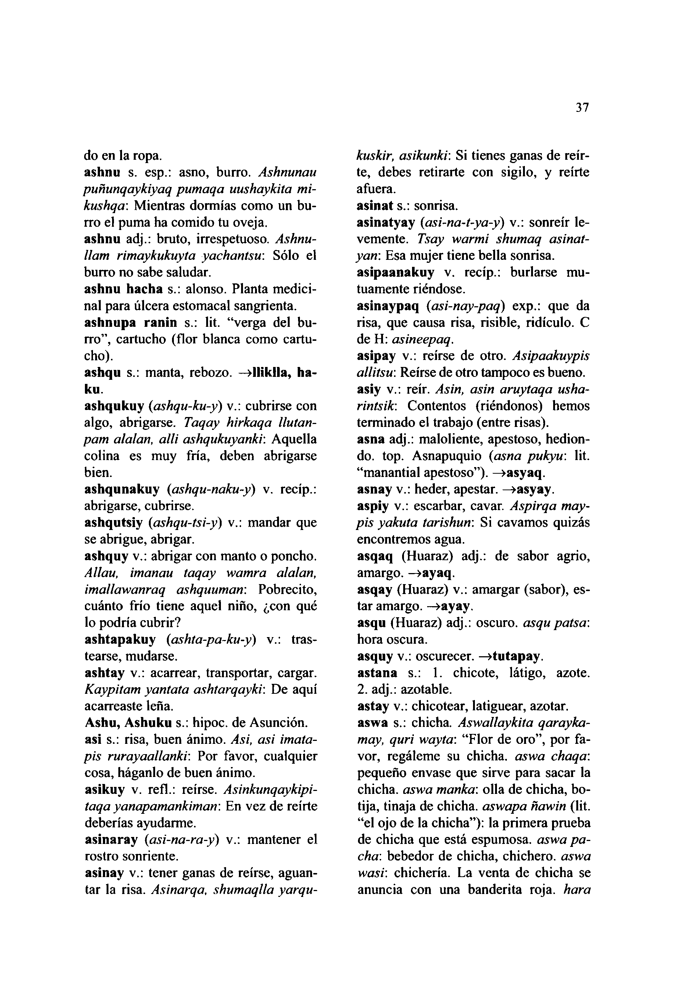 37
do en la ropa.
ashnu s. esp.: asno, burro. Ashnunau
puñunqaykiyaq pumaqa uushaykita mi-
kushqa: Mientras dormías como un bu-
rro el puma ha comido tu oveja.
ashnu adj.: bruto, irrespetuoso. Ashnu-
llam rimaykukuyta yachantsu: Sólo el
burro no sabe saludar.
ashnu hacha s.: alonso. Planta medici-
nal para úlcera estomacal sangrienta.
ashnupa ranin s.: lit. “verga del bu-
rro”, cartucho (flor blanca como cartu-
cho).
ashqu s.: manta, rebozo. →lliklla, ha-
ku.
ashqukuy (ashqu-ku-y) v.: cubrirse con
algo, abrigarse. Taqay hirkaqa llutan-
pam alalan, alli ashqukuyanki: Aquella
colina es muy fría, deben abrigarse
bien.
ashqunakuy (ashqu-naku-y) v. recíp.:
abrigarse, cubrirse.
ashqutsiy (ashqu-tsi-y) v.: mandar que
se abrigue, abrigar.
ashquy v.: abrigar con manto o poncho.
Allau, imanau taqay wamra alalan,
imallawanraq ashquuman: Pobrecito,
cuánto frío tiene aquel niño, ¿con qué
lo podría cubrir?
ashtapakuy (ashta-pa-ku-y) v.: tras-
tearse, mudarse.
ashtay v.: acarrear, transportar, cargar.
Kaypitam yantata ashtarqayki: De aquí
acarreaste leña.
Ashu, Ashuku s.: hipoc. de Asunción.
asi s.: risa, buen ánimo. Asi, asi imata-
pis rurayaallanki: Por favor, cualquier
cosa, háganlo de buen ánimo.
asikuy v. refl.: reírse. Asinkunqaykipi-
taqa yanapamankiman: En vez de reírte
deberías ayudarme.
asinaray (asi-na-ra-y) v.: mantener el
rostro sonriente.
asinay v.: tener ganas de reírse, aguan-
tar la risa. Asinarqa, shumaqlla yarqu-
kuskir, asikunki: Si tienes ganas de reír-
te, debes retirarte con sigilo, y reírte
afuera.
asinat s.: sonrisa.
asinatyay (asi-na-t-ya-y) v.: sonreír le-
vemente. Tsay warmi shumaq asinat-
yan: Esa mujer tiene bella sonrisa.
asipaanakuy v. recíp.: burlarse mu-
tuamente riéndose.
asinaypaq (asi-nay-paq) exp.: que da
risa, que causa risa, risible, ridículo. C
de H: asineepaq.
asipay v.: reírse de otro. Asipaakuypis
allitsu: Reírse de otro tampoco es bueno.
asiy v.: reír. Asin, asin aruytaqa usha-
rintsik: Contentos (riéndonos) hemos
terminado el trabajo (entre risas).
asna adj.: maloliente, apestoso, hedion-
do. top. Asnapuquio (asna pukyu: lit.
“manantial apestoso”). →asyaq.
asnay v.: heder, apestar. →asyay.
aspiy v.: escarbar, cavar. Aspirqa may-
pis yakuta tarishun: Si cavamos quizás
encontremos agua.
asqaq (Huaraz) adj.: de sabor agrio,
amargo. →ayaq.
asqay (Huaraz) v.: amargar (sabor), es-
tar amargo. →ayay.
asqu (Huaraz) adj.: oscuro. asqu patsa:
hora oscura.
asquy v.: oscurecer. →tutapay.
astana s.: 1. chicote, látigo, azote.
2. adj.: azotable.
astay v.: chicotear, latiguear, azotar.
aswa s.: chicha. Aswallaykita qarayka-
may, quri wayta: “Flor de oro”, por fa-
vor, regáleme su chicha. aswa chaqa:
pequeño envase que sirve para sacar la
chicha. aswa manka: olla de chicha, bo-
tija, tinaja de chicha. aswapa ñawin (lit.
“el ojo de la chicha”): la primera prueba
de chicha que está espumosa. aswa pa-
cha: bebedor de chicha, chichero. aswa
wasi: chichería. La venta de chicha se
anuncia con una banderita roja. hara